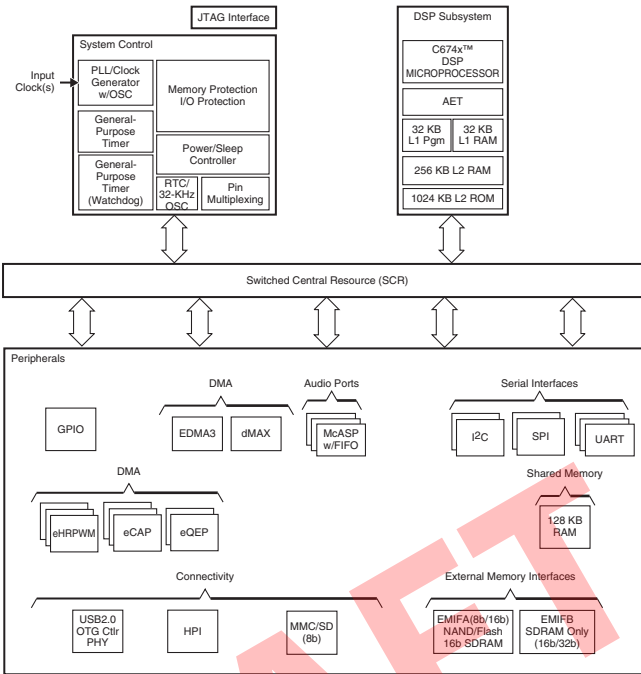 JTAG Interface
System Control
Input
Clock(s)
PLL/Clock
Generator
w/OSC
General-
Purpose
Timer
General-
Purpose
Timer
(Watchdog)
Memory Protection
I/O Protection
Power/Sleep
Controller
RTC/
32-KHz
OSC
Pin
Multiplexing
DSP Subsystem
C674x™
DSP
MICROPROCESSOR
AET
32 KB
L1 Pgm
32 KB
L1 RAM
256 KB L2 RAM
1024 KB L2 ROM
Switched Central Resource (SCR)
Peripherals
GPIO
DMA
EDMA3
dMAX
Audio Ports
McASP
w/FIFO
Serial Interfaces
I2C
SPI
UART
DMA
eHRPWM
eCAP
eQEP
Shared Memory
128 KB
RAM
Connectivity
USB2.0
OTG Ctlr
PHY
HPI
MMC/SD
(8b)
External Memory Interfaces
EMIFA(8b/16b)
NAND/Flash
16b SDRAM
EMIFB
SDRAM Only
(16b/32b)